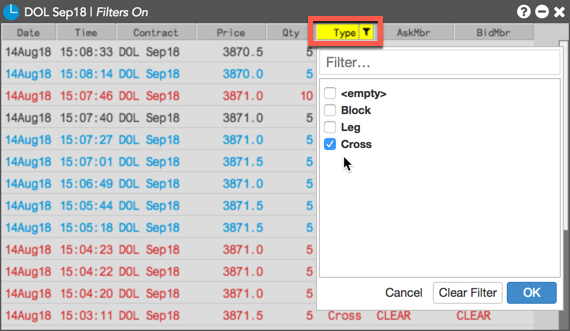 DOL Sep18 | Filters On
Date Time Contract Price Qty Type AskMbr BidMbr
14Aug18 15:08:33 DOL Sep18 3870.5 5
14Aug18 15:08:14 DOL Sep18 3870.0 5
14Aug18 15:07:46 DOL Sep18 3871.0 10
14Aug18 15:07:40 DOL Sep18 3871.0 5
14Aug18 15:07:27 DOL Sep18 3871.0 5
14Aug18 15:07:01 DOL Sep18 3871.5 5
14Aug18 15:06:49 DOL Sep18 3871.5 5
14Aug18 15:05:44 DOL Sep18 3871.5 5
14Aug18 15:05:18 DOL Sep18 3871.5 5
14Aug18 15:04:23 DOL Sep18 3871.0 5
14Aug18 15:04:22 DOL Sep18 3871.0 5
14Aug18 15:04:20 DOL Sep18 3871.0 5
14Aug18 15:03:11 DOL Sep18 3871.5 5 Cross CLEAR CLEAR
Filter...
<empty>
Block
Leg
Cross
Cancel Clear Filter OK